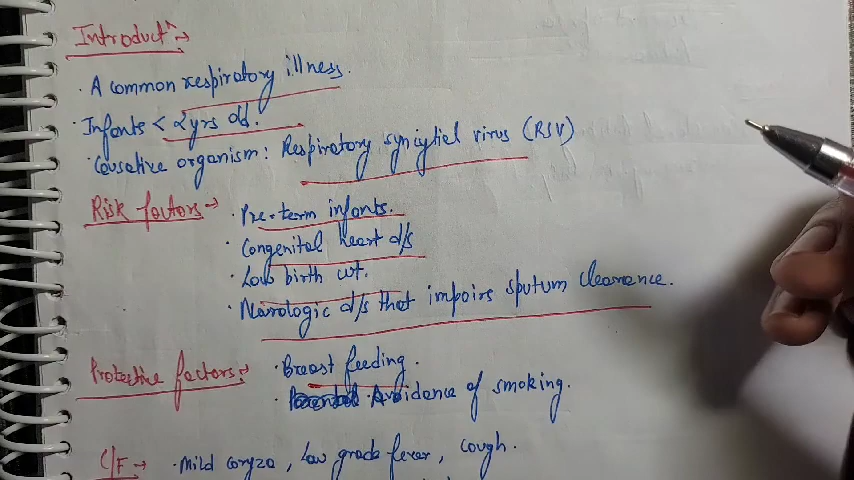 Introductⁿ→
· A common respiratory illness.
· Infants < 2yrs old.
· Causative organism: Respiratory syncytial virus (RSV)
Risk factors→ · Pre-term infants.
· Congenital heart d/s
· Low birth wt.
· Neurologic d/s that impairs sputum clearance.
Protective factors→ · Breast feeding.
· Avoidance of smoking.
C/F→ · Mild coryza, Low grade fever, cough.